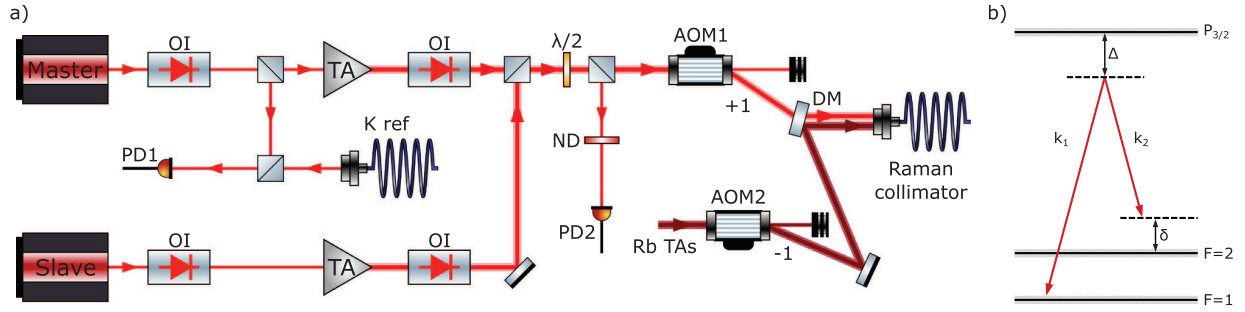 a)
OI
Master
TA
OI
λ/2
AOM1
+1
DM
K ref
PD1
ND
PD2
Raman
collimator
AOM2
Rb TAs
-1
OI
Slave
TA
OI
b)
P3/2
Δ
k1
k2
δ
F=2
F=1